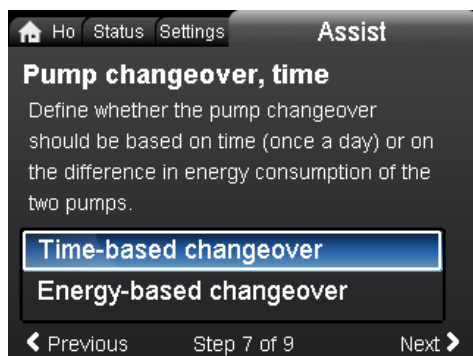 Ho Status Settings Assist
Pump changeover, time
Define whether the pump changeover
should be based on time (once a day) or on
the difference in energy consumption of the
two pumps.
Time-based changeover
Energy-based changeover
Previous Step 7 of 9 Next